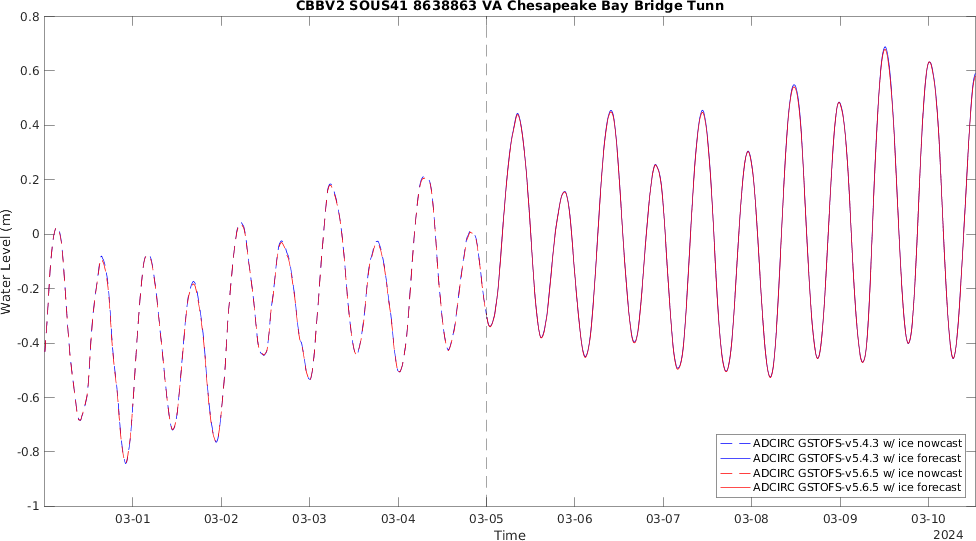 CBBV2 SOUS41 8638863 VA Chesapeake Bay Bridge Tunn
0.8
0.6
0.4
0.2
0
-0.2
-0.4
-0.6
-0.8
-1
Water Level (m)
ADCIRC GSTOFS-v5.4.3 w/ ice nowcast
ADCIRC GSTOFS-v5.4.3 w/ ice forecast
ADCIRC GSTOFS-v5.6.5 w/ ice nowcast
ADCIRC GSTOFS-v5.6.5 w/ ice forecast
03-01 03-02 03-03 03-04 03-05 03-06 03-07 03-08 03-09 03-10
Time
2024